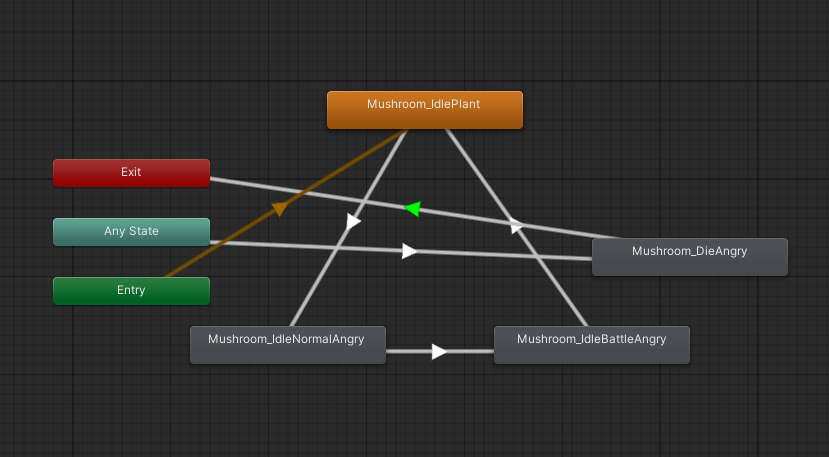 Mushroom_IdlePlant
Exit
Any State
Mushroom_DieAngry
Entry
Mushroom_IdleNormalAngry
Mushroom_IdleBattleAngry